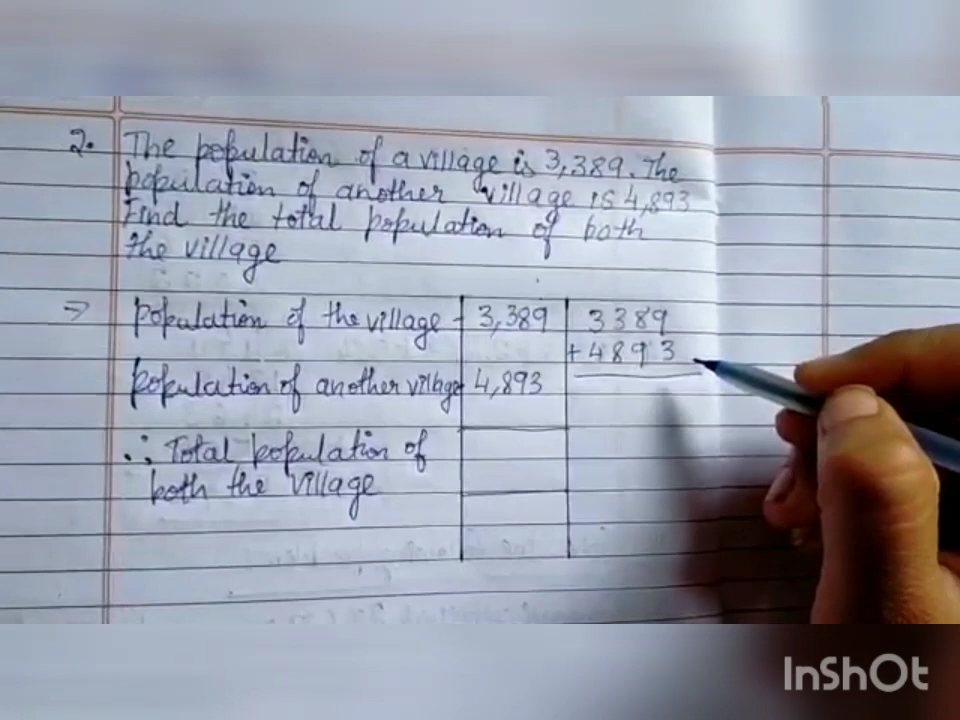 2. The population of a village is 3,389. The
population of another village is 4,893
Find the total population of both
the village
⇒ population of the village - 3,389 3389
+ 4893
population of another village 4,893
∴ Total population of
both the village
InShOt